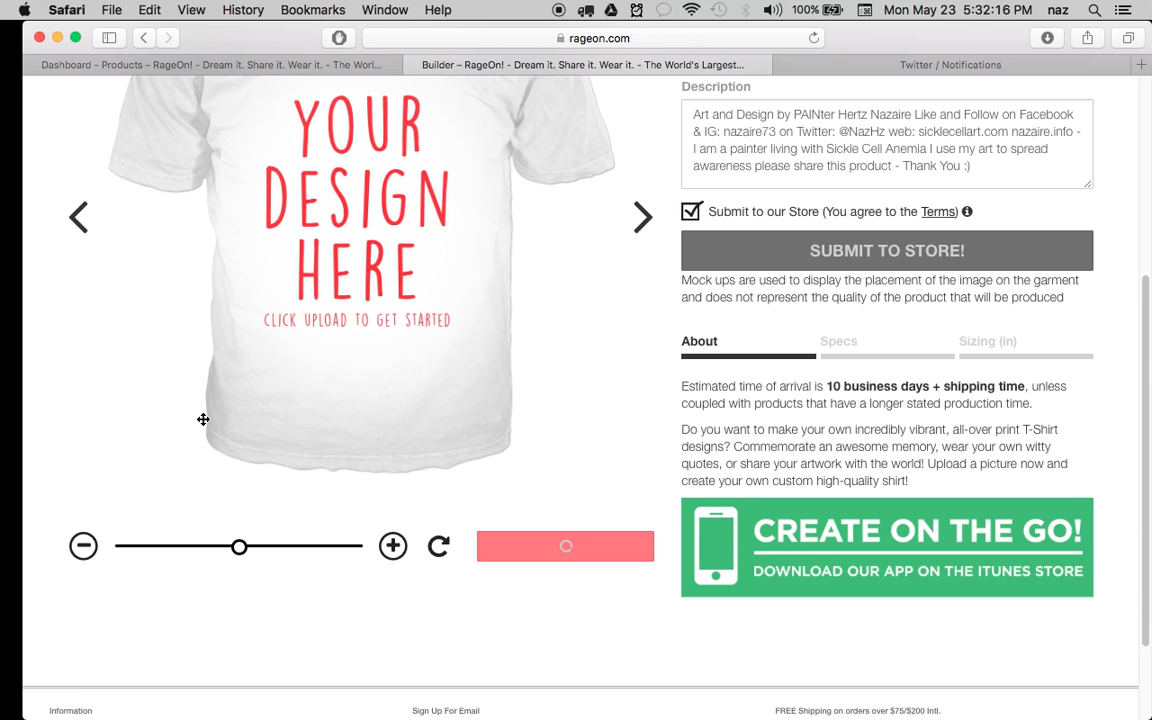 Safari File Edit View History Bookmarks Window Help 100% Mon May 23 5:32:16 PM naz
rageon.com
Dashboard - Products – RageOn! - Dream it. Share it. Wear it. - The Worl...
Builder – RageOn! - Dream it. Share it. Wear it. - The World's Largest...
Twitter / Notifications
YOUR
DESIGN
HERE
CLICK UPLOAD TO GET STARTED
Description
Art and Design by PAINter Hertz Nazaire Like and Follow on Facebook
& IG: nazaire73 on Twitter: @NazHz web: sicklecellart.com nazaire.info -
I am a painter living with Sickle Cell Anemia I use my art to spread
awareness please share this product - Thank You :)
Submit to our Store (You agree to the Terms)
SUBMIT TO STORE!
Mock ups are used to display the placement of the image on the garment
and does not represent the quality of the product that will be produced
About Specs Sizing (in)
Estimated time of arrival is 10 business days + shipping time, unless
coupled with products that have a longer stated production time.
Do you want to make your own incredibly vibrant, all-over print T-Shirt
designs? Commemorate an awesome memory, wear your own witty
quotes, or share your artwork with the world! Upload a picture now and
create your own custom high-quality shirt!
CREATE ON THE GO!
DOWNLOAD OUR APP ON THE ITUNES STORE
Information Sign Up For Email FREE Shipping on orders over $75/$200 Intl.